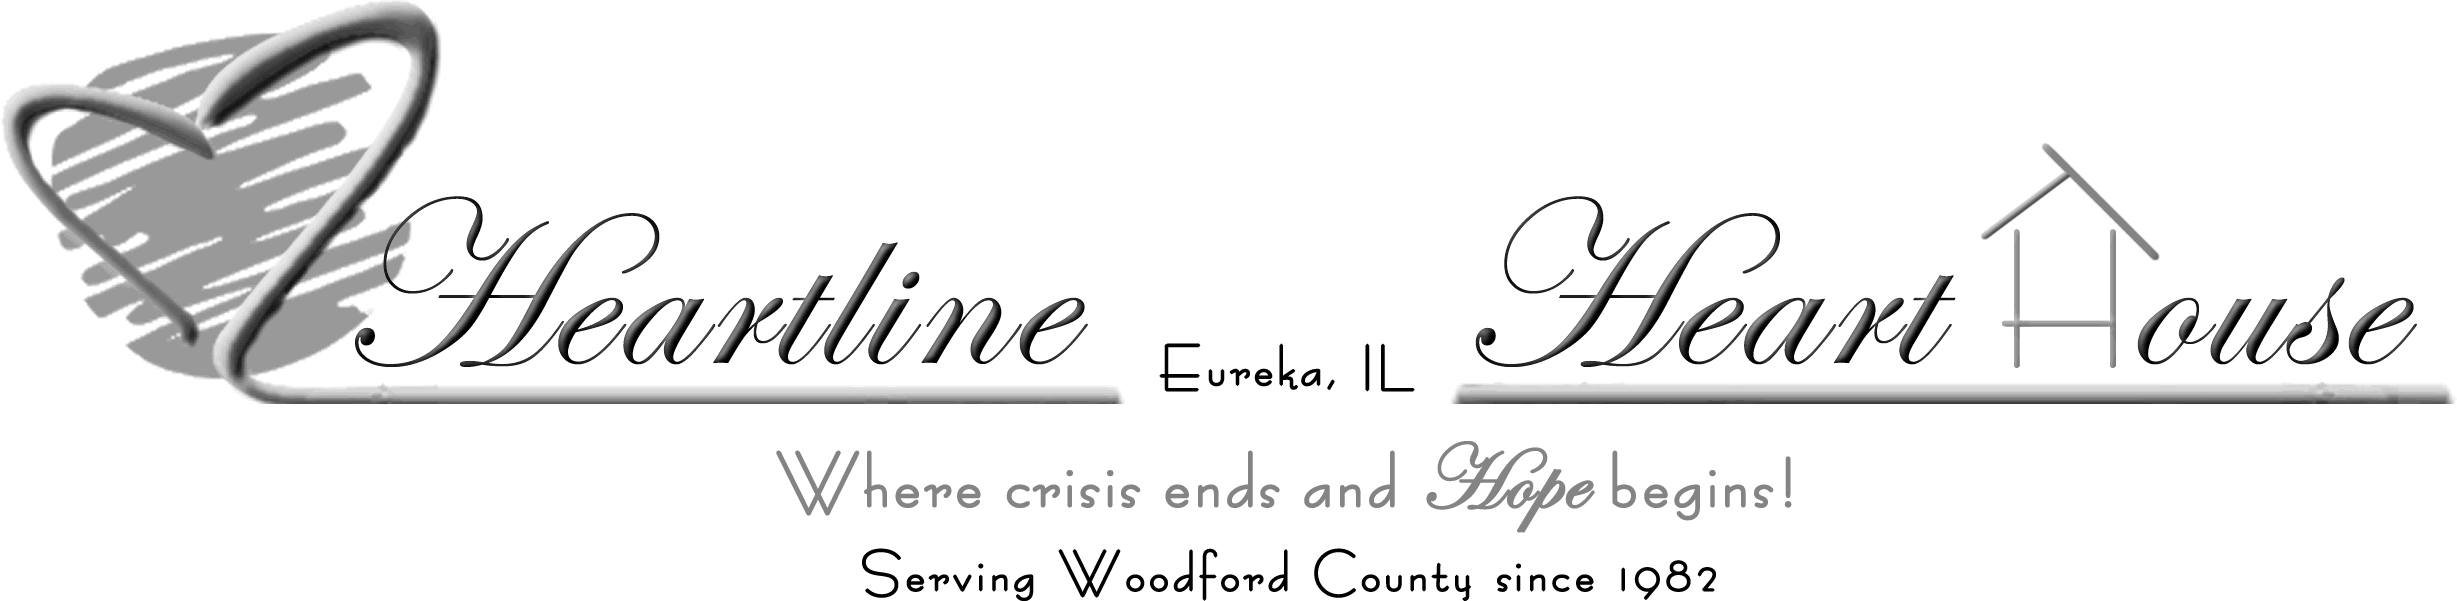 Heartline Eureka, IL Heart House
Where crisis ends and Hope begins!
Serving Woodford County since 1982